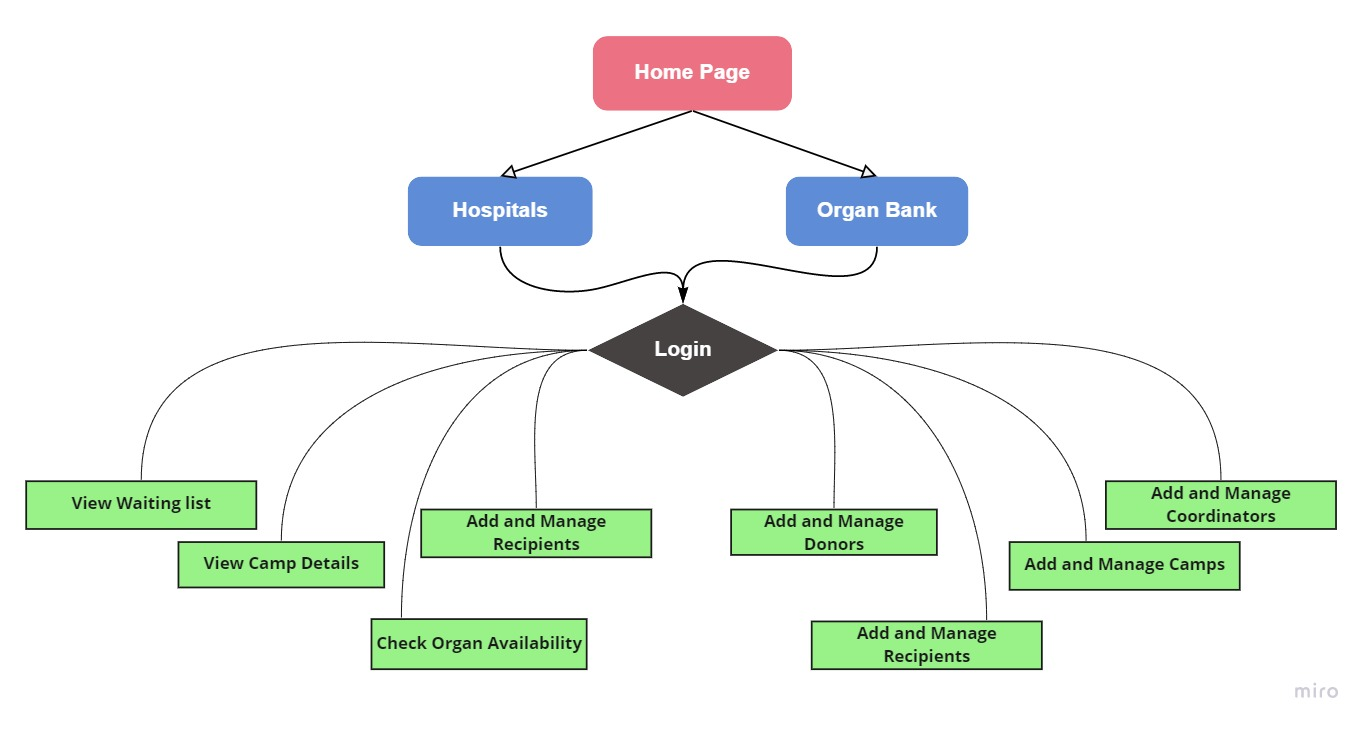 Home Page
Hospitals
Organ Bank
Login
View Waiting list
View Camp Details
Check Organ Availability
Add and Manage
Recipients
Add and Manage
Donors
Add and Manage
Recipients
Add and Manage Camps
Add and Manage
Coordinators
miro